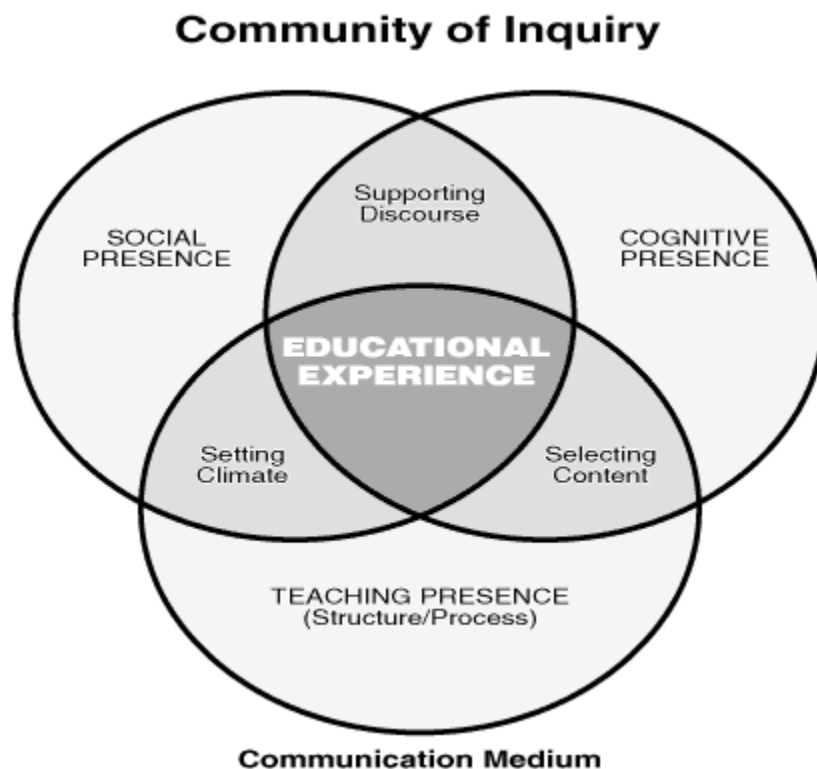 Community of Inquiry
Supporting
Discourse
SOCIAL
PRESENCE
COGNITIVE
PRESENCE
EDUCATIONAL
EXPERIENCE
Setting
Climate
Selecting
Content
TEACHING PRESENCE
(Structure/Process)
Communication Medium